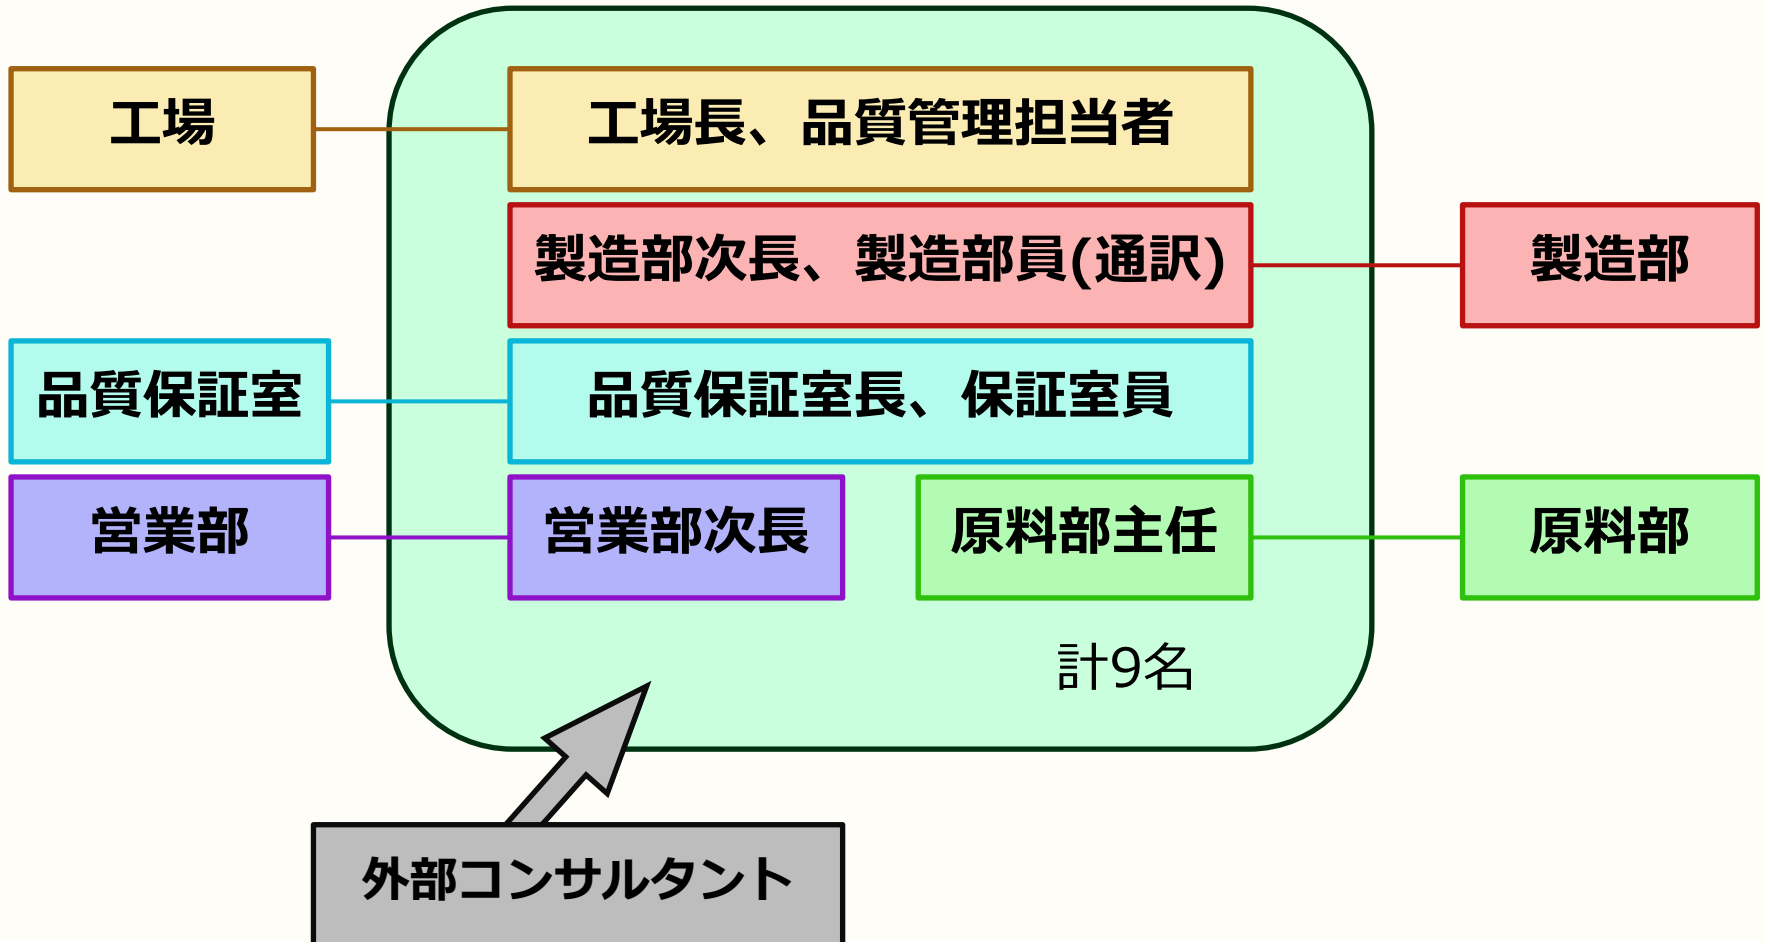 工場
工場長、品質管理担当者
製造部次長、製造部員(通訳)
製造部
品質保証室
品質保証室長、保証室員
営業部
営業部次長
原料部主任
原料部
計9名
外部コンサルタント